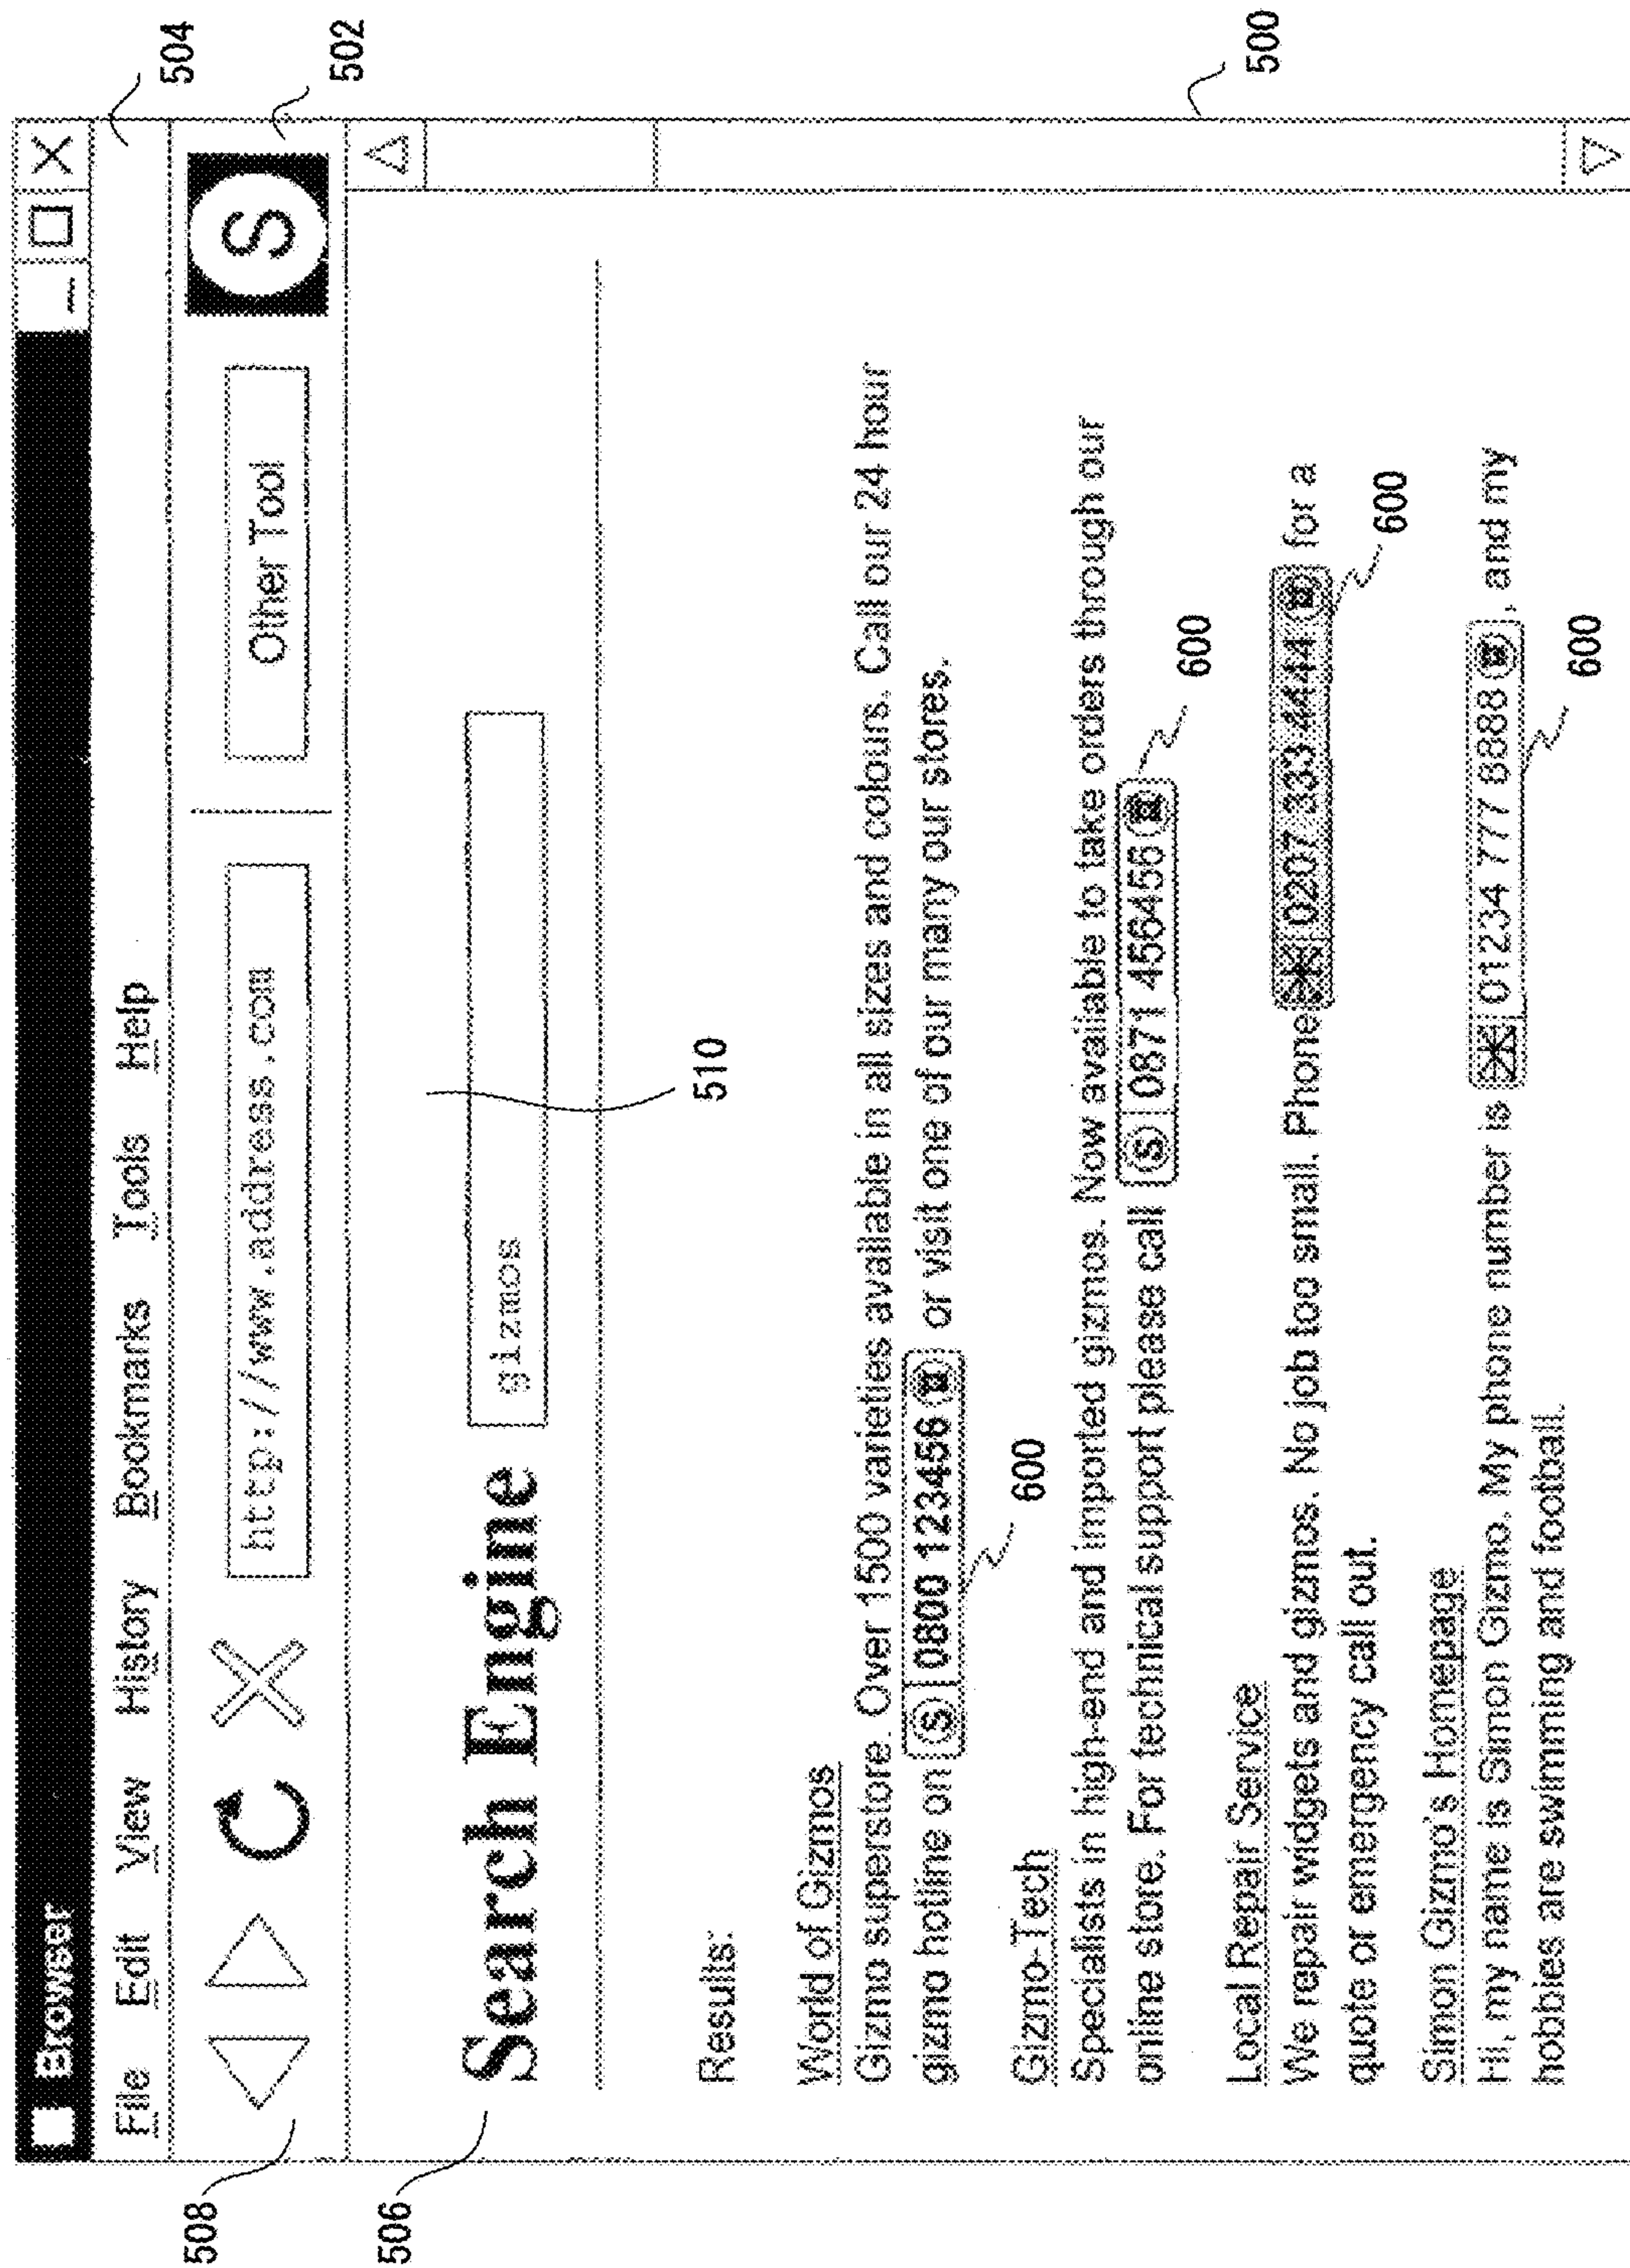 Browser
File Edit View History Bookmarks Tools Help
504
http://www.address.com Other Tool S
508
502
Search Engine gizmos
506
510
Results:
World of Gizmos
Gizmo superstore. Over 1500 varieties available in all sizes and colours. Call our 24 hour
gizmo hotline on S 0800 123456 or visit one of our many our stores.
600
Gizmo-Tech
Specialists in high-end and imported gizmos. Now available to take orders through our
online store. For technical support please call S 0871 456456
600
500
Local Repair Service
We repair widgets and gizmos. No job too small. Phone 0207 333 4444 for a
quote or emergency call out.
600
Simon Gizmo's Homepage
Hi, my name is Simon Gizmo. My phone number is 01234 777 8888, and my
hobbies are swimming and football.
600